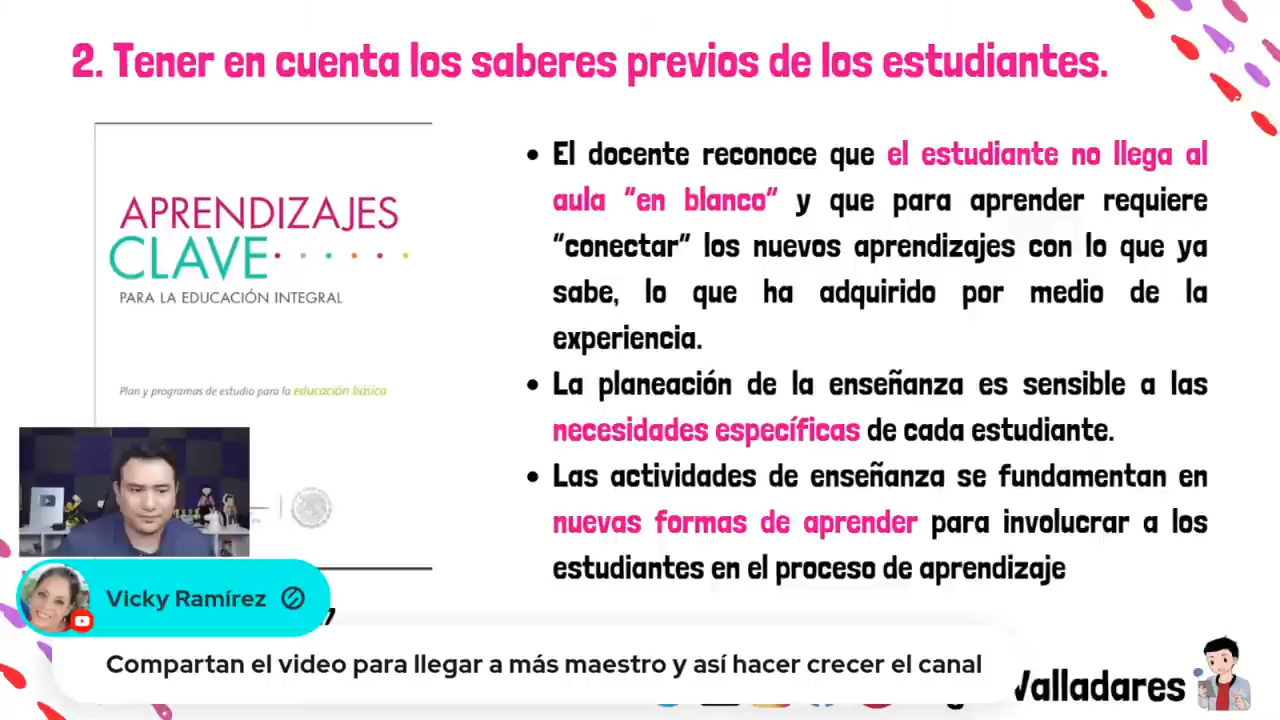 2. Tener en cuenta los saberes previos de los estudiantes.
APRENDIZAJES
CLAVE
PARA LA EDUCACIÓN INTEGRAL
Plan y programas de estudio para la educación básica
• El docente reconoce que el estudiante no llega al
aula "en blanco" y que para aprender requiere
"conectar" los nuevos aprendizajes con lo que ya
sabe, lo que ha adquirido por medio de la
experiencia.
• La planeación de la enseñanza es sensible a las
necesidades específicas de cada estudiante.
• Las actividades de enseñanza se fundamentan en
nuevas formas de aprender para involucrar a los
estudiantes en el proceso de aprendizaje
Vicky Ramírez
Compartan el video para llegar a más maestro y así hacer crecer el canal
Valladares